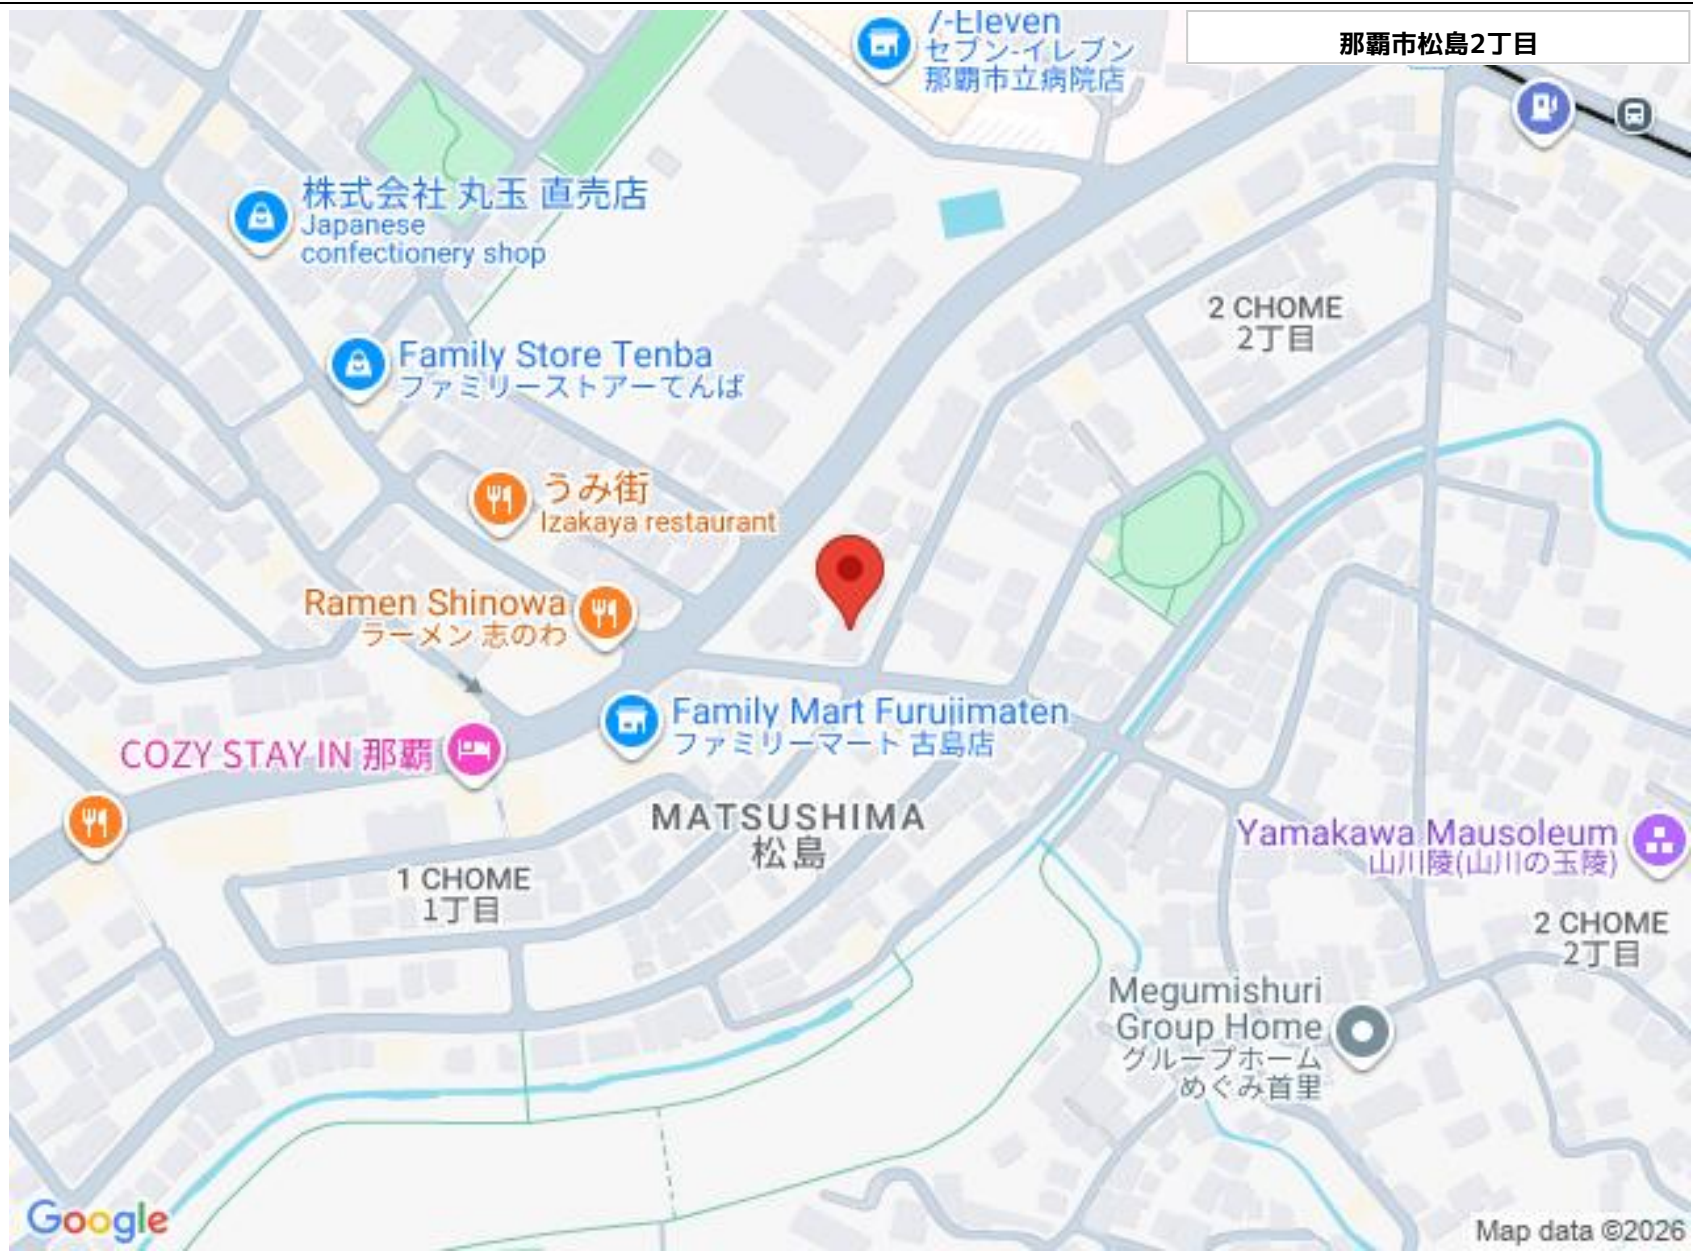 7-Eleven
セブン-イレブン
那覇市立病院店
那覇市松島2丁目
株式会社 丸玉 直売店
Japanese
confectionery shop
2 CHOME
2丁目
Family Store Tenba
ファミリーストアーてんば
うみ街
Izakaya restaurant
Ramen Shinowa
ラーメン 志のわ
Family Mart Furujimaten
ファミリーマート 古島店
COZY STAY IN 那覇
MATSUSHIMA
松島
Yamakawa Mausoleum
山川陵(山川の玉陵)
1 CHOME
1丁目
2 CHOME
2丁目
Megumishuri
Group Home
グループホーム
めぐみ首里
Google
Map data ©2026